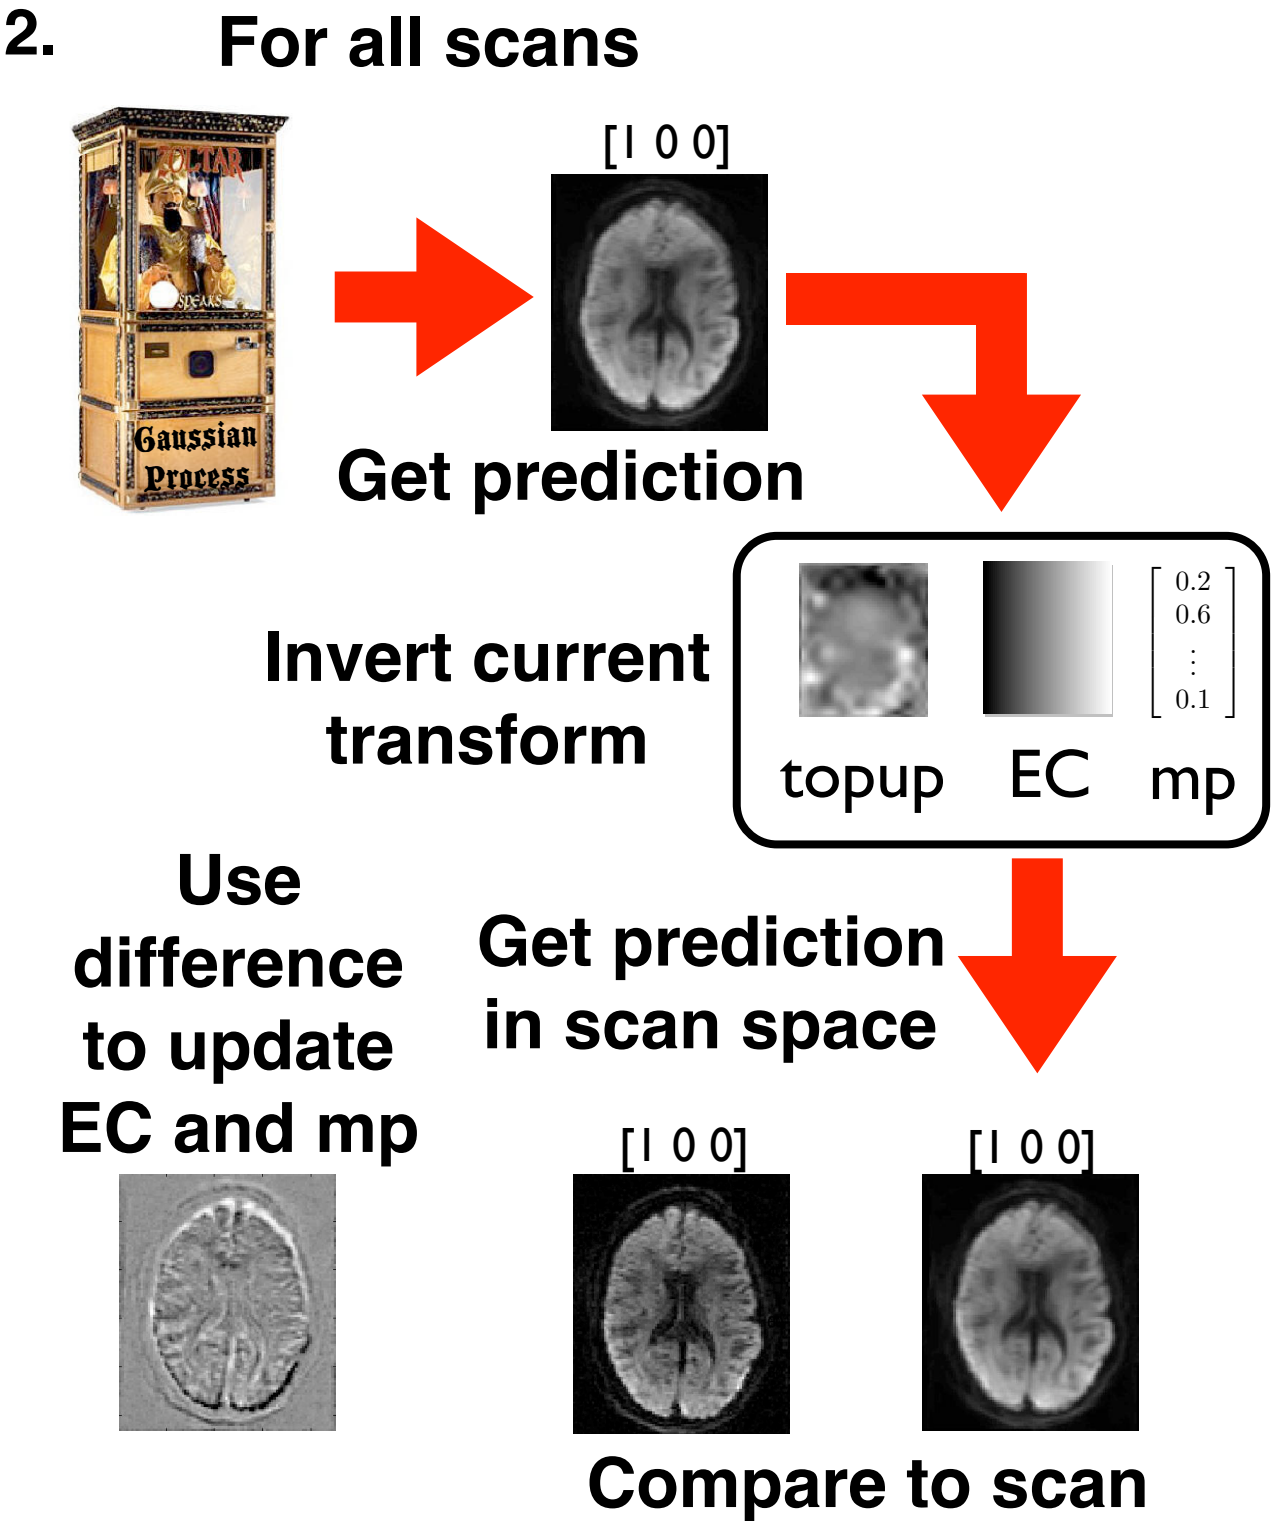 2.
For all scans
[1 0 0]
ZOLTAR
SPEAKS
Gaussian
Process
Get prediction
Invert current
transform
0.2
0.6
⋮
0.1
topup
EC
mp
Use
difference
to update
EC and mp
Get prediction
in scan space
[1 0 0]
[1 0 0]
Compare to scan